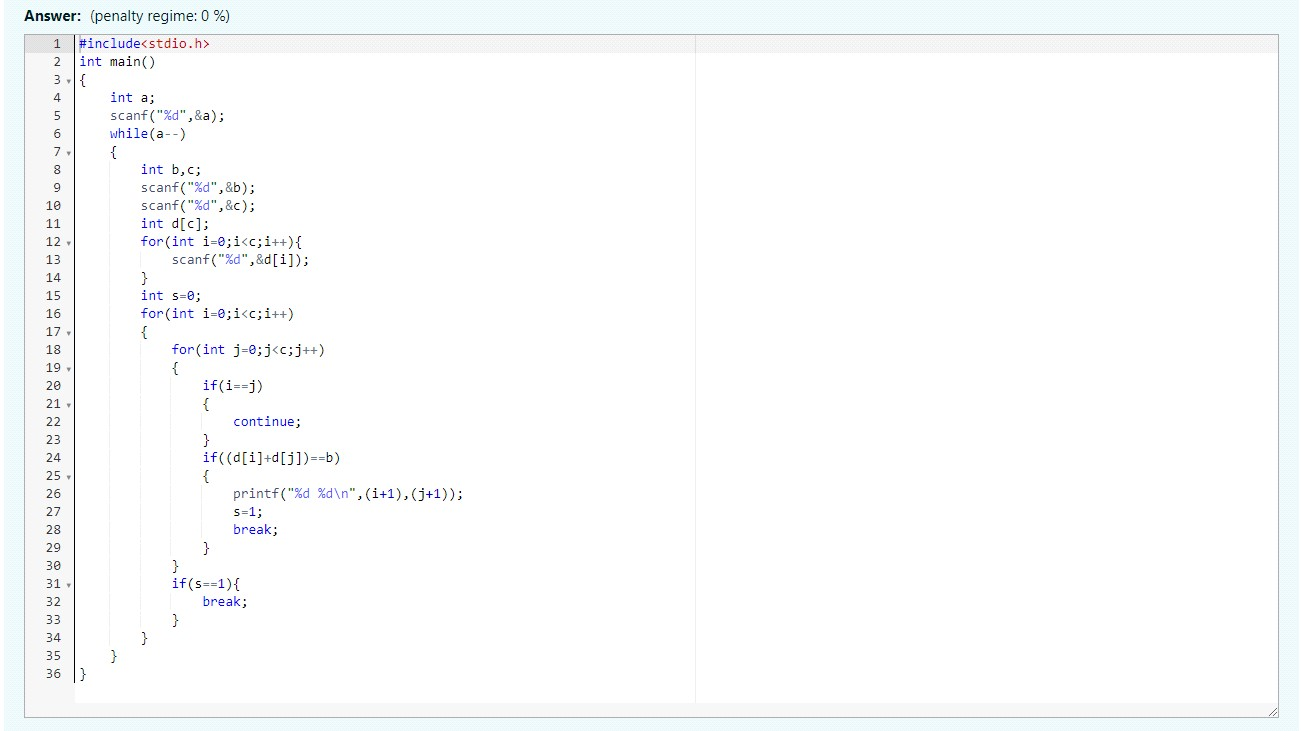 Answer: (penalty regime: 0 %)
1 #include<stdio.h>
2 int main()
3 {
4     int a;
5     scanf("%d",&a);
6     while(a--)
7     {
8         int b,c;
9         scanf("%d",&b);
10         scanf("%d",&c);
11         int d[c];
12         for(int i=0;i<c;i++){
13             scanf("%d",&d[i]);
14         }
15         int s=0;
16         for(int i=0;i<c;i++)
17         {
18             for(int j=0;j<c;j++)
19             {
20                 if(i==j)
21                 {
22                     continue;
23                 }
24                 if((d[i]+d[j])==b)
25                 {
26                     printf("%d %d\n",(i+1),(j+1));
27                     s=1;
28                     break;
29                 }
30             }
31             if(s==1){
32                 break;
33             }
34         }
35     }
36 }